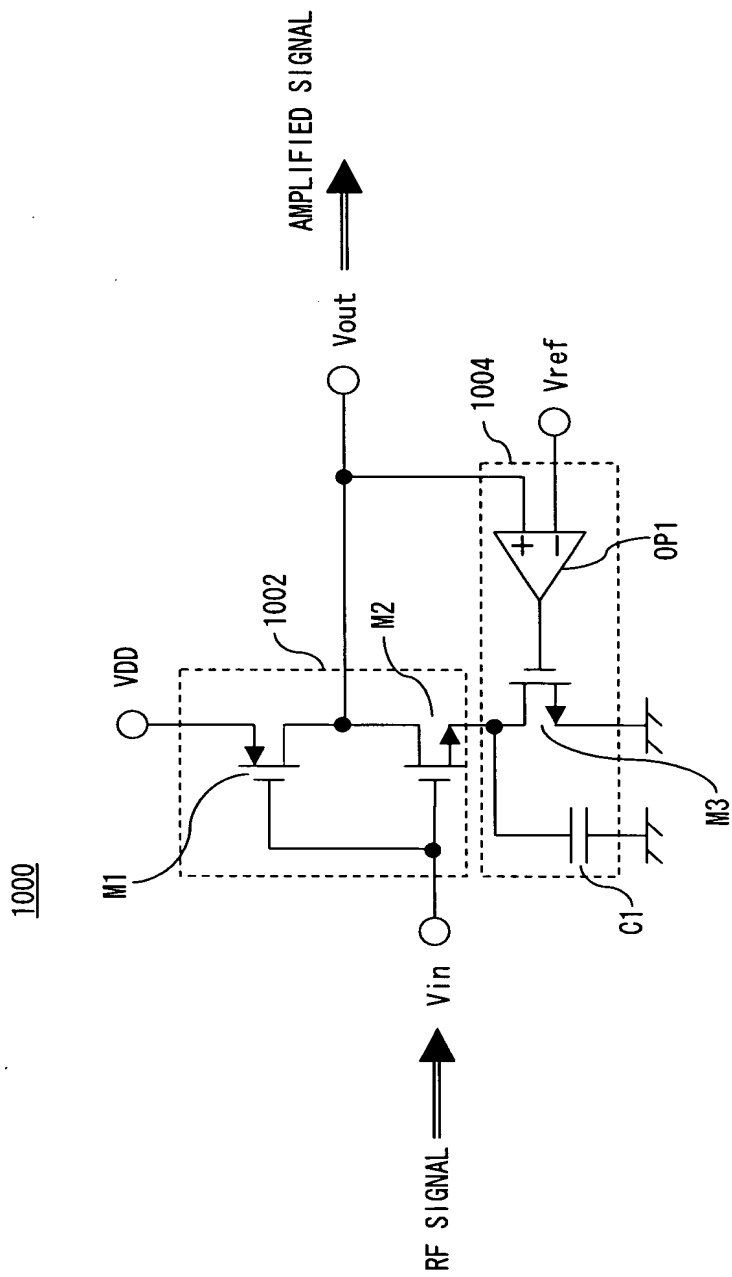 1000
VDD
M1
1002
M2
Vin
RF SIGNAL
Vout
AMPLIFIED SIGNAL
1004
Vref
+
−
OP1
M3
C1